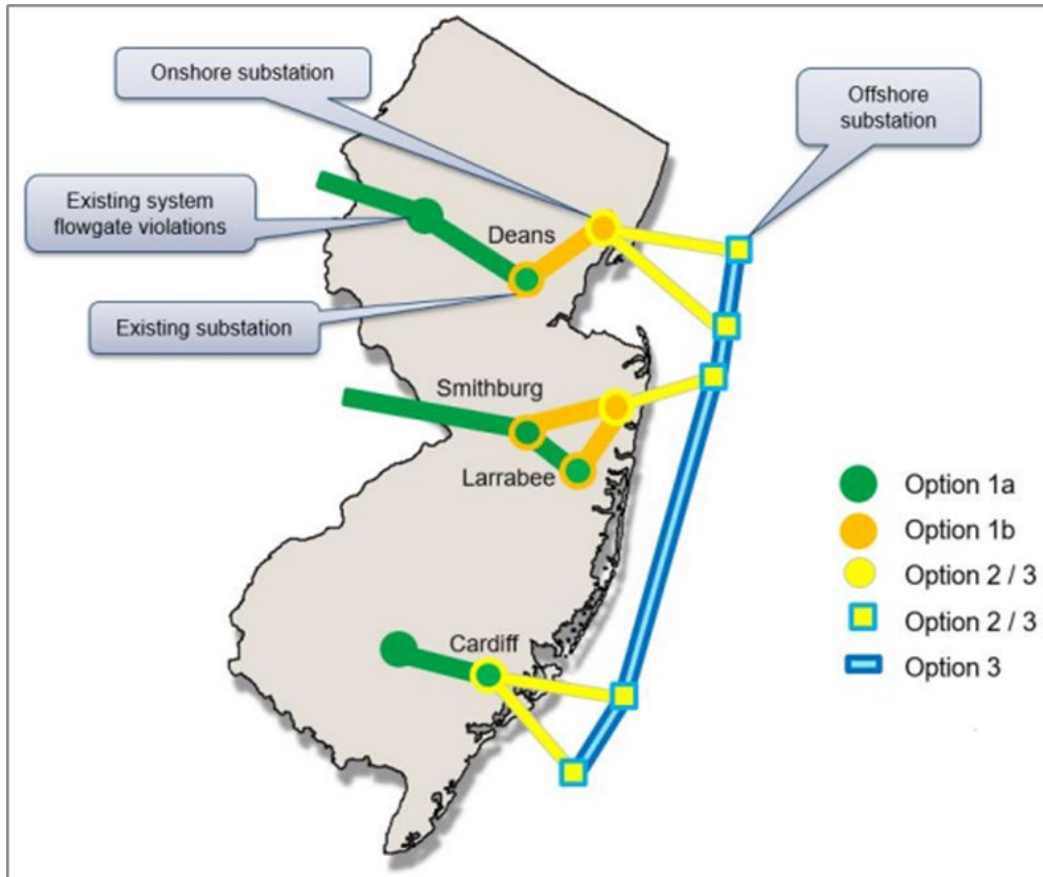 Onshore substation
Offshore
substation
Existing system
flowgate violations
Deans
Existing substation
Smithburg
Larrabee
Option 1a
Option 1b
Option 2 / 3
Option 2 / 3
Option 3
Cardiff